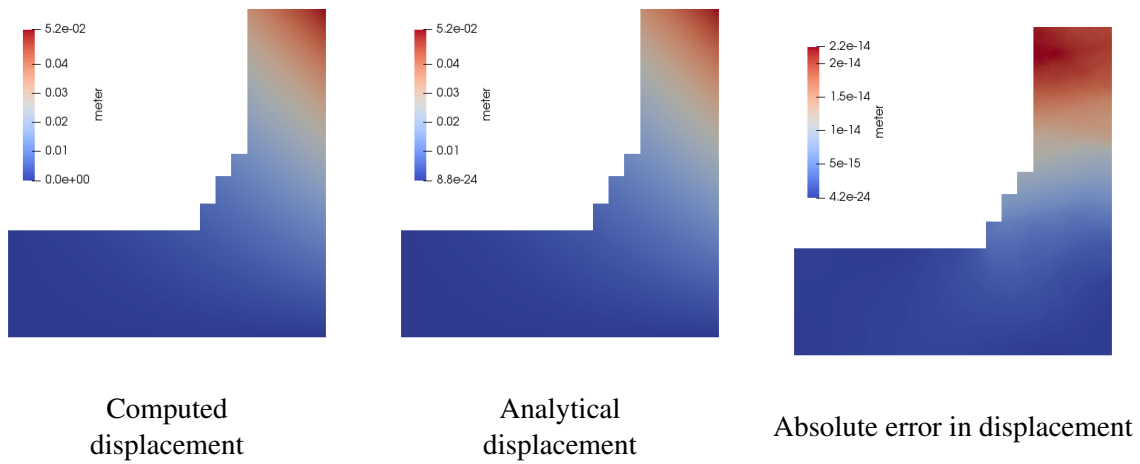 5.2e-02
0.04
0.03
0.02
0.01
0.0e+00
meter
5.2e-02
0.04
0.03
0.02
0.01
8.8e-24
meter
2.2e-14
2e-14
1.5e-14
1e-14
5e-15
4.2e-24
meter
Computed
displacement
Analytical
displacement
Absolute error in displacement